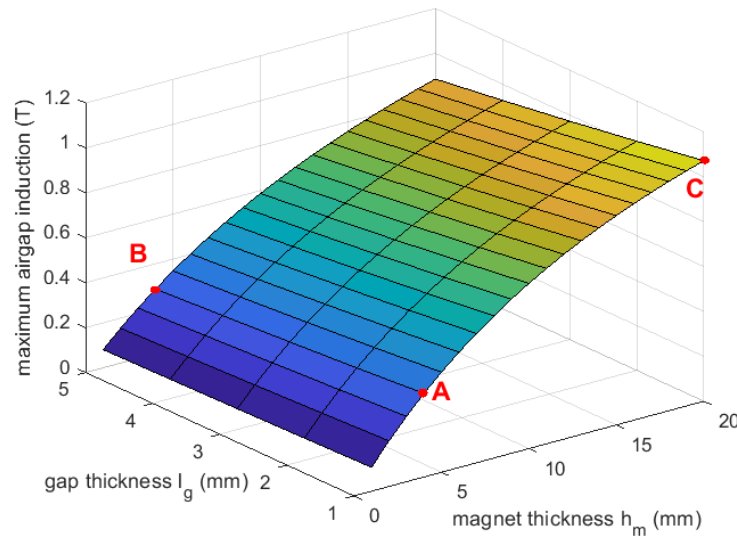 1.2
1
0.8
0.6
0.4
0.2
0
maximum airgap induction (T)
B
C
A
5
4
3
2
1
gap thickness l_g (mm)
0
5
10
15
20
magnet thickness h_m (mm)